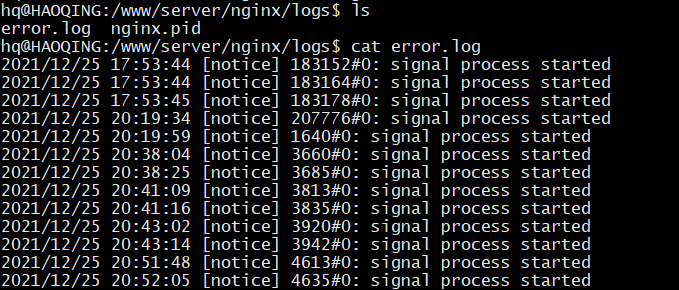 hq@HAOQING:/www/server/nginx/logs$ ls
error.log  nginx.pid
hq@HAOQING:/www/server/nginx/logs$ cat error.log
2021/12/25 17:53:44 [notice] 183152#0: signal process started
2021/12/25 17:53:44 [notice] 183164#0: signal process started
2021/12/25 17:53:45 [notice] 183178#0: signal process started
2021/12/25 20:19:34 [notice] 207776#0: signal process started
2021/12/25 20:19:59 [notice] 1640#0: signal process started
2021/12/25 20:38:04 [notice] 3660#0: signal process started
2021/12/25 20:38:25 [notice] 3685#0: signal process started
2021/12/25 20:41:09 [notice] 3813#0: signal process started
2021/12/25 20:41:16 [notice] 3835#0: signal process started
2021/12/25 20:43:02 [notice] 3920#0: signal process started
2021/12/25 20:43:14 [notice] 3942#0: signal process started
2021/12/25 20:51:48 [notice] 4613#0: signal process started
2021/12/25 20:52:05 [notice] 4635#0: signal process started